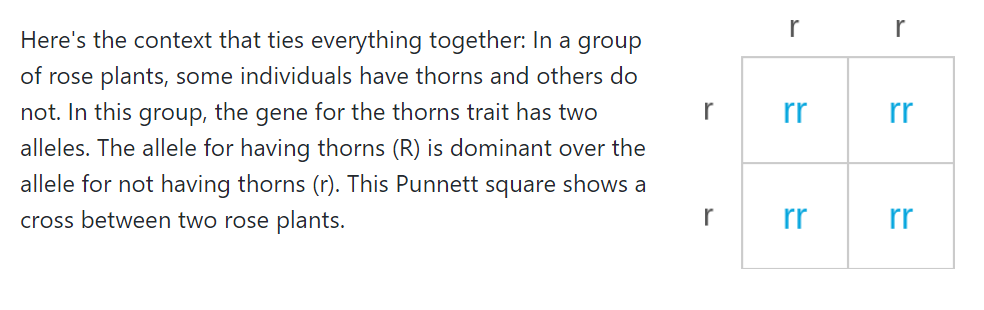 Here's the context that ties everything together: In a group
of rose plants, some individuals have thorns and others do
not. In this group, the gene for the thorns trait has two
alleles. The allele for having thorns (R) is dominant over the
allele for not having thorns (r). This Punnett square shows a
cross between two rose plants.
r r
r rr rr
r rr rr